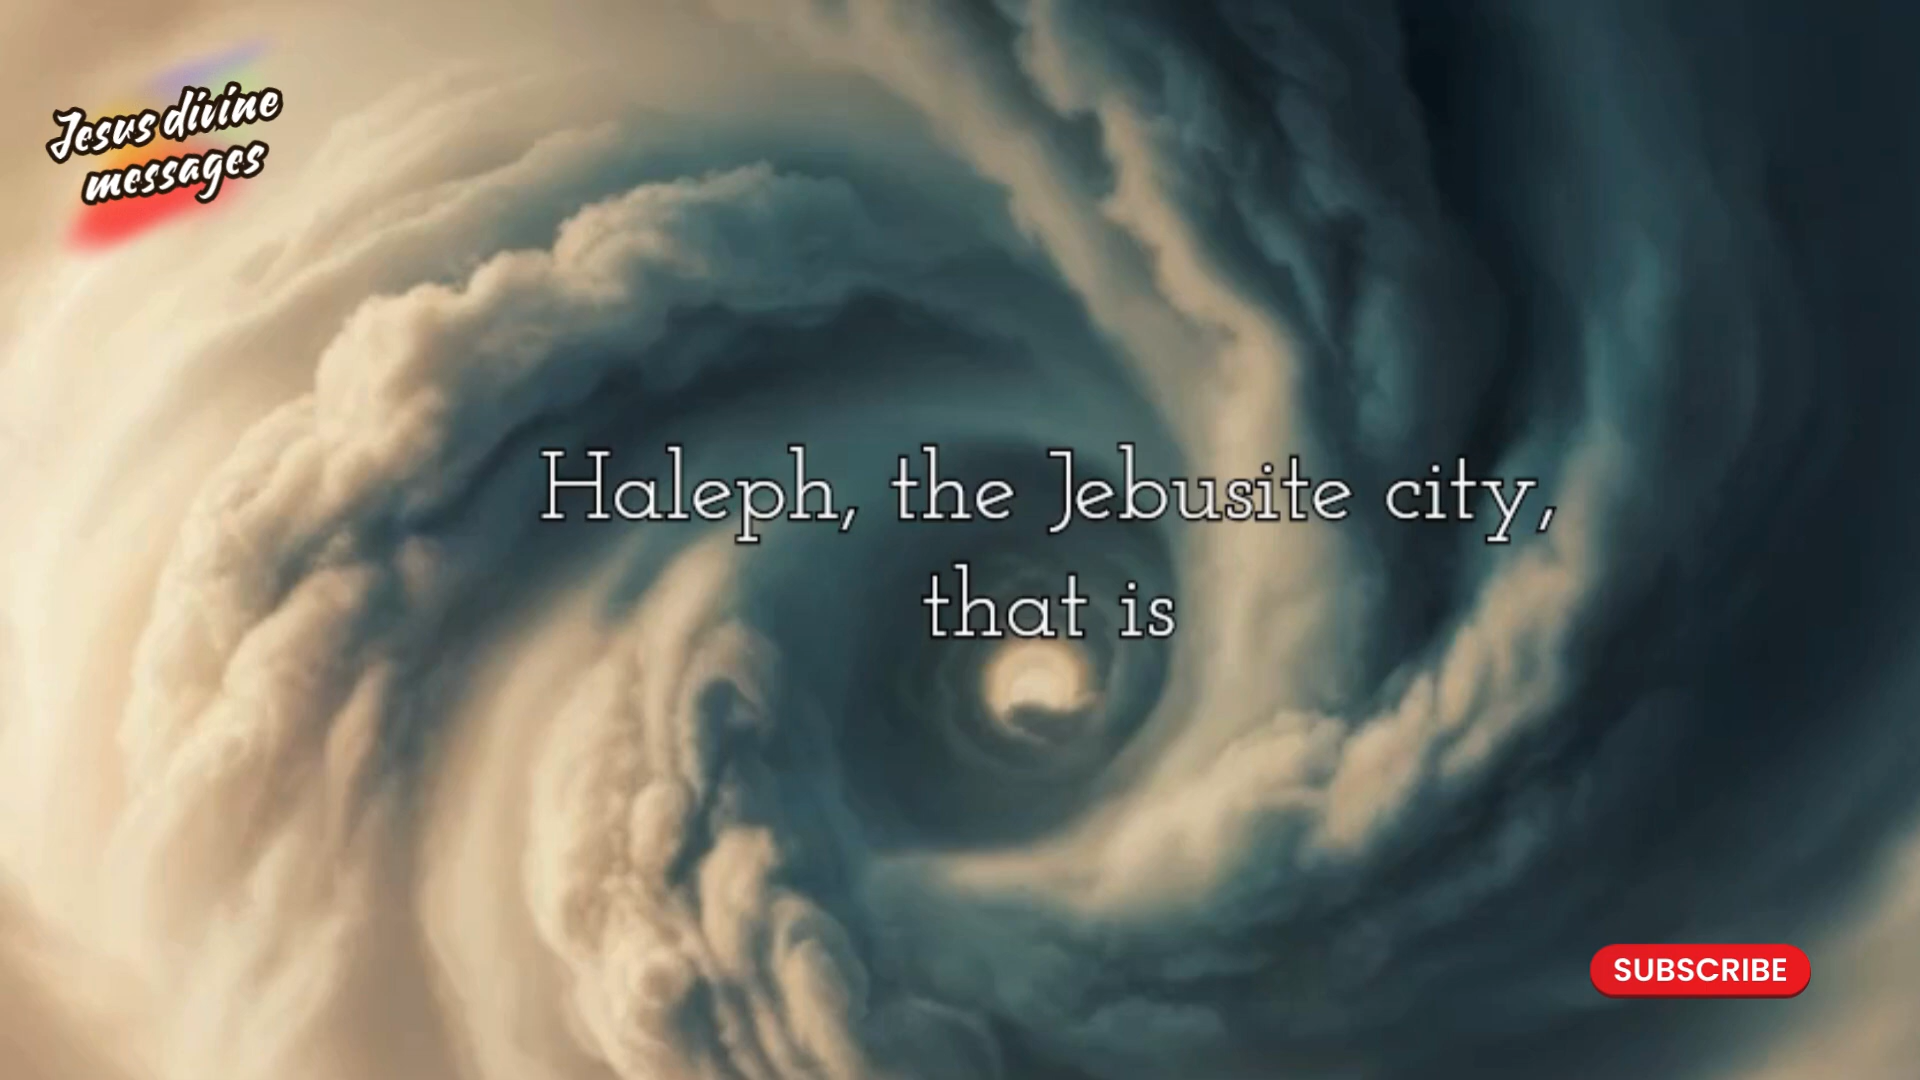 Jesus divine
messages
Haleph, the Jebusite city,
that is
SUBSCRIBE